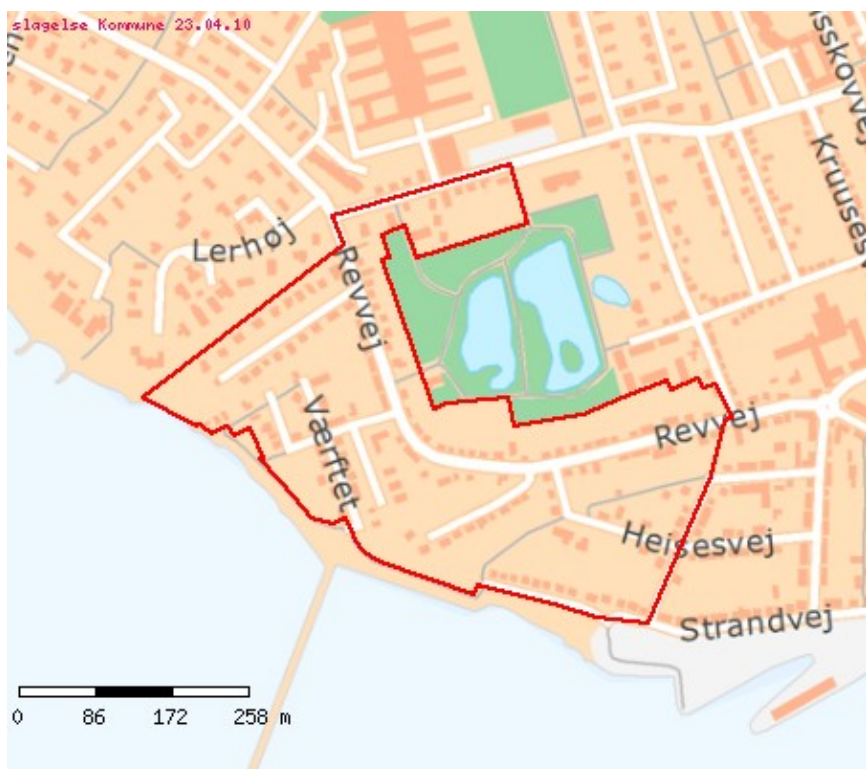 slagelse Kommune 23.04.10
Lerhøj
Revvej
Værftet
Revvej
Heisesvej
Strandvej
0 86 172 258 m